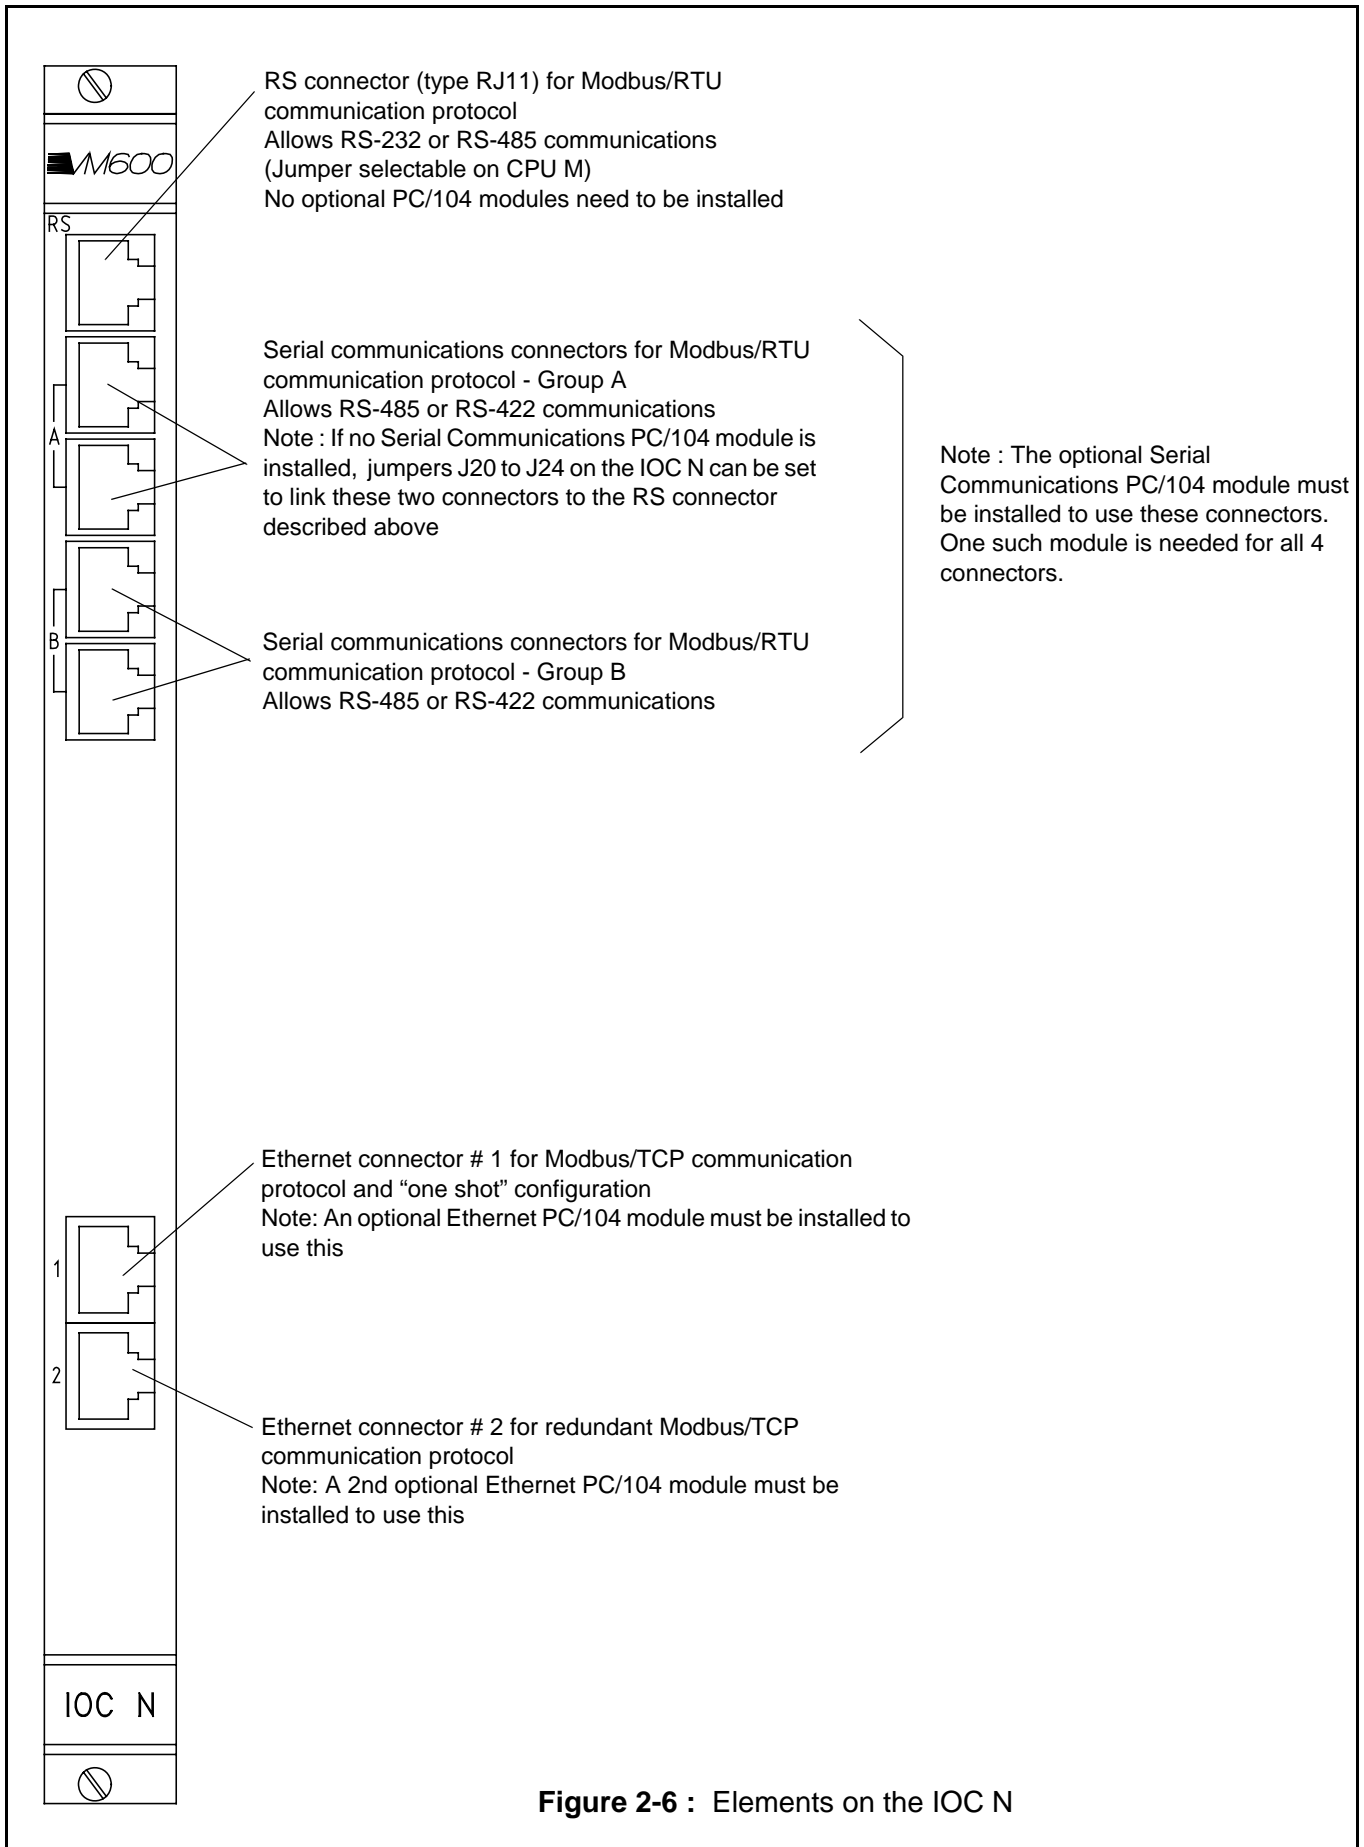 RS connector (type RJ11) for Modbus/RTU
communication protocol
Allows RS-232 or RS-485 communications
(Jumper selectable on CPU M)
No optional PC/104 modules need to be installed
VM600
RS
Serial communications connectors for Modbus/RTU
communication protocol - Group A
Allows RS-485 or RS-422 communications
Note : If no Serial Communications PC/104 module is
installed, jumpers J20 to J24 on the IOC N can be set
to link these two connectors to the RS connector
described above
A
Note : The optional Serial
Communications PC/104 module must
be installed to use these connectors.
One such module is needed for all 4
connectors.
B
Serial communications connectors for Modbus/RTU
communication protocol - Group B
Allows RS-485 or RS-422 communications
Ethernet connector # 1 for Modbus/TCP communication
protocol and “one shot” configuration
Note: An optional Ethernet PC/104 module must be installed to
use this
1
2
Ethernet connector # 2 for redundant Modbus/TCP
communication protocol
Note: A 2nd optional Ethernet PC/104 module must be
installed to use this
IOC N
Figure 2-6 : Elements on the IOC N